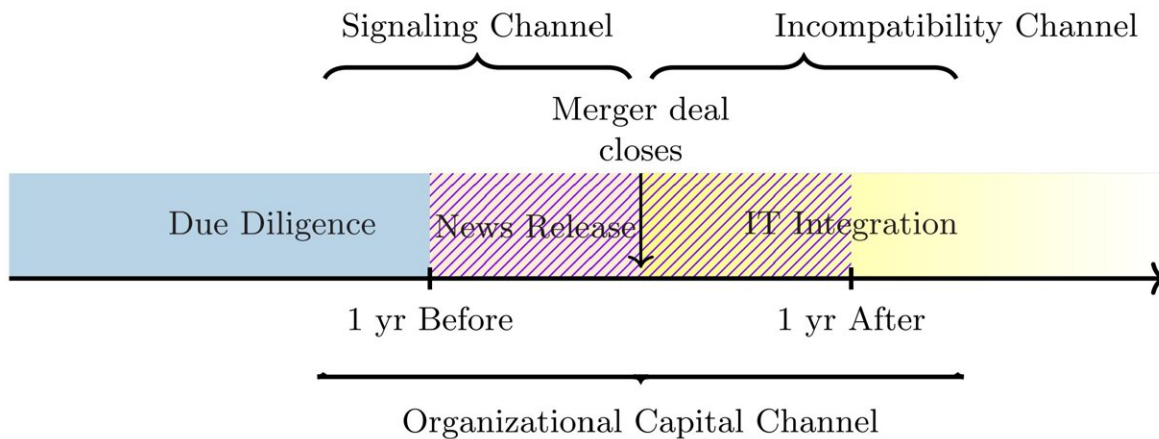 Signaling Channel
Incompatibility Channel
Merger deal
closes
Due Diligence
News Release
IT Integration
1 yr Before
1 yr After
Organizational Capital Channel